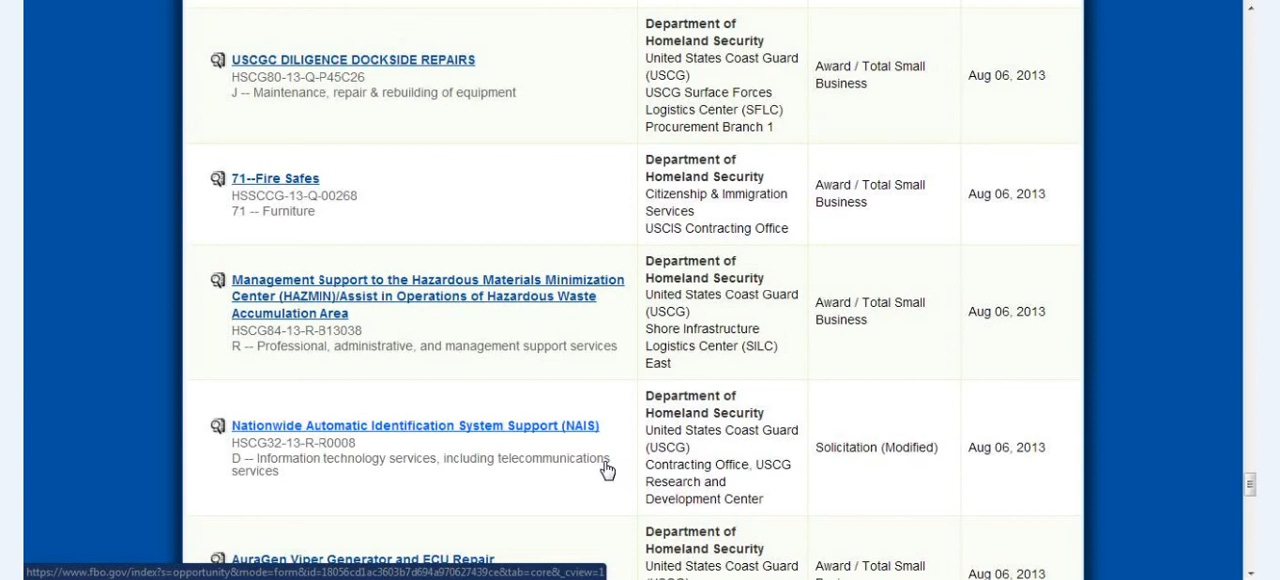 USCGC DILIGENCE DOCKSIDE REPAIRS
HSCG80-13-Q-P45C26
J -- Maintenance, repair & rebuilding of equipment
Department of
Homeland Security
United States Coast Guard
(USCG)
USCG Surface Forces
Logistics Center (SFLC)
Procurement Branch 1
Award / Total Small
Business
Aug 06, 2013
71--Fire Safes
HSSCCG-13-Q-00268
71 -- Furniture
Department of
Homeland Security
Citizenship & Immigration
Services
USCIS Contracting Office
Award / Total Small
Business
Aug 06, 2013
Management Support to the Hazardous Materials Minimization
Center (HAZMIN)/Assist in Operations of Hazardous Waste
Accumulation Area
HSCG84-13-R-B13038
R -- Professional, administrative, and management support services
Department of
Homeland Security
United States Coast Guard
(USCG)
Shore Infrastructure
Logistics Center (SILC)
East
Award / Total Small
Business
Aug 06, 2013
Nationwide Automatic Identification System Support (NAIS)
HSCG32-13-R-R0008
D -- Information technology services, including telecommunications
services
Department of
Homeland Security
United States Coast Guard
(USCG)
Contracting Office, USCG
Research and
Development Center
Solicitation (Modified)
Aug 06, 2013
AuraGen Viper Generator and ECU Repair
Department of
Homeland Security
United States Coast Guard
Award / Total Small
Aug 06, 2013
https://www.fbo.gov/index?s=opportunity&mode=form&id=18056cd1ac3603b7d694a970627439ce&tab=core&_cview=1